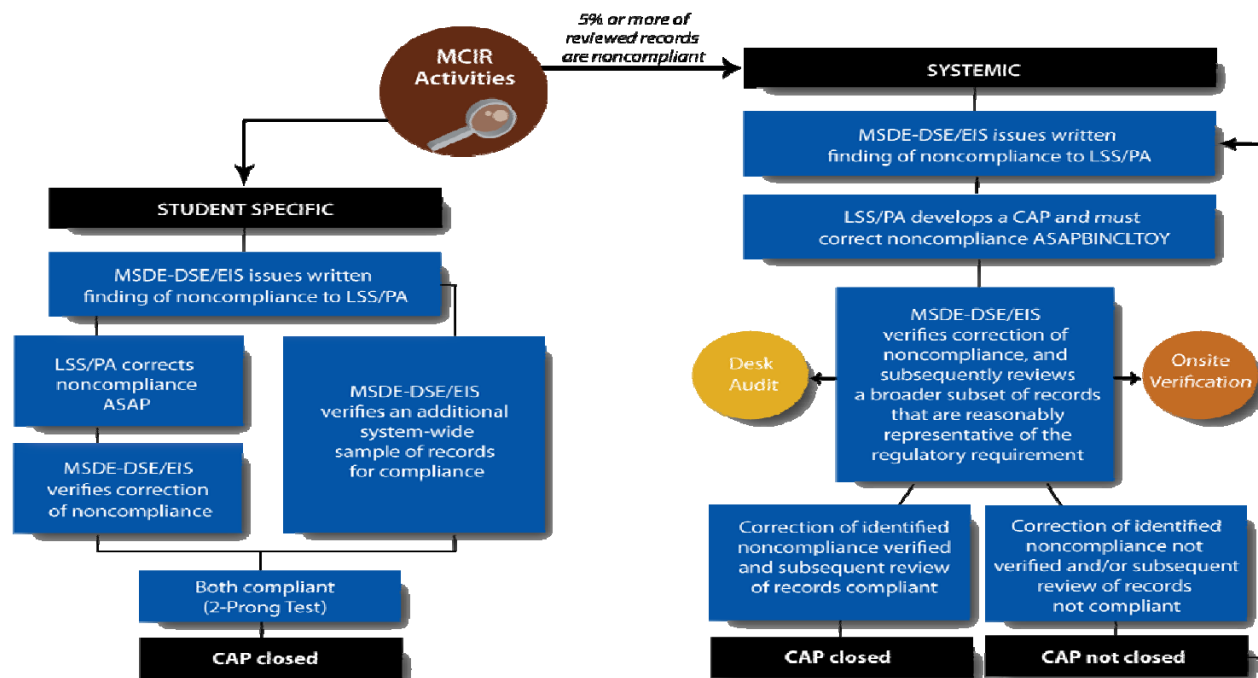 5% or more of
reviewed records
are noncompliant
MCIR
Activities
SYSTEMIC
MSDE-DSE/EIS issues written
finding of noncompliance to LSS/PA
LSS/PA develops a CAP and must
correct noncompliance ASAPBINCLTOY
MSDE-DSE/EIS
verifies correction of
noncompliance, and
subsequently reviews
a broader subset of records
that are reasonably
representative of the
regulatory requirement
Desk
Audit
Onsite
Verification
Correction of identified
noncompliance verified
and subsequent review
of records compliant
Correction of identified
noncompliance not
verified and/or subsequent
review of records
not compliant
CAP closed
CAP not closed
STUDENT SPECIFIC
MSDE-DSE/EIS issues written
finding of noncompliance to LSS/PA
LSS/PA corrects
noncompliance
ASAP
MSDE-DSE/EIS
verifies correction
of noncompliance
MSDE-DSE/EIS
verifies an additional
system-wide
sample of records
for compliance
Both compliant
(2-Prong Test)
CAP closed